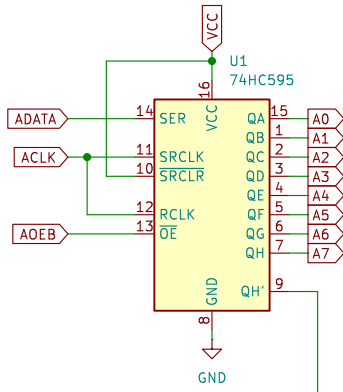 VCC
U1
74HC595
16
VCC
ADATA 14 SER QA 15 A0
QB 1 A1
ACLK 11 SRCLK QC 2 A2
10 SRCLR QD 3 A3
QE 4 A4
12 RCLK QF 5 A5
AOEB 13 OE QG 6 A6
QH 7 A7
QH' 9
GND
8
GND